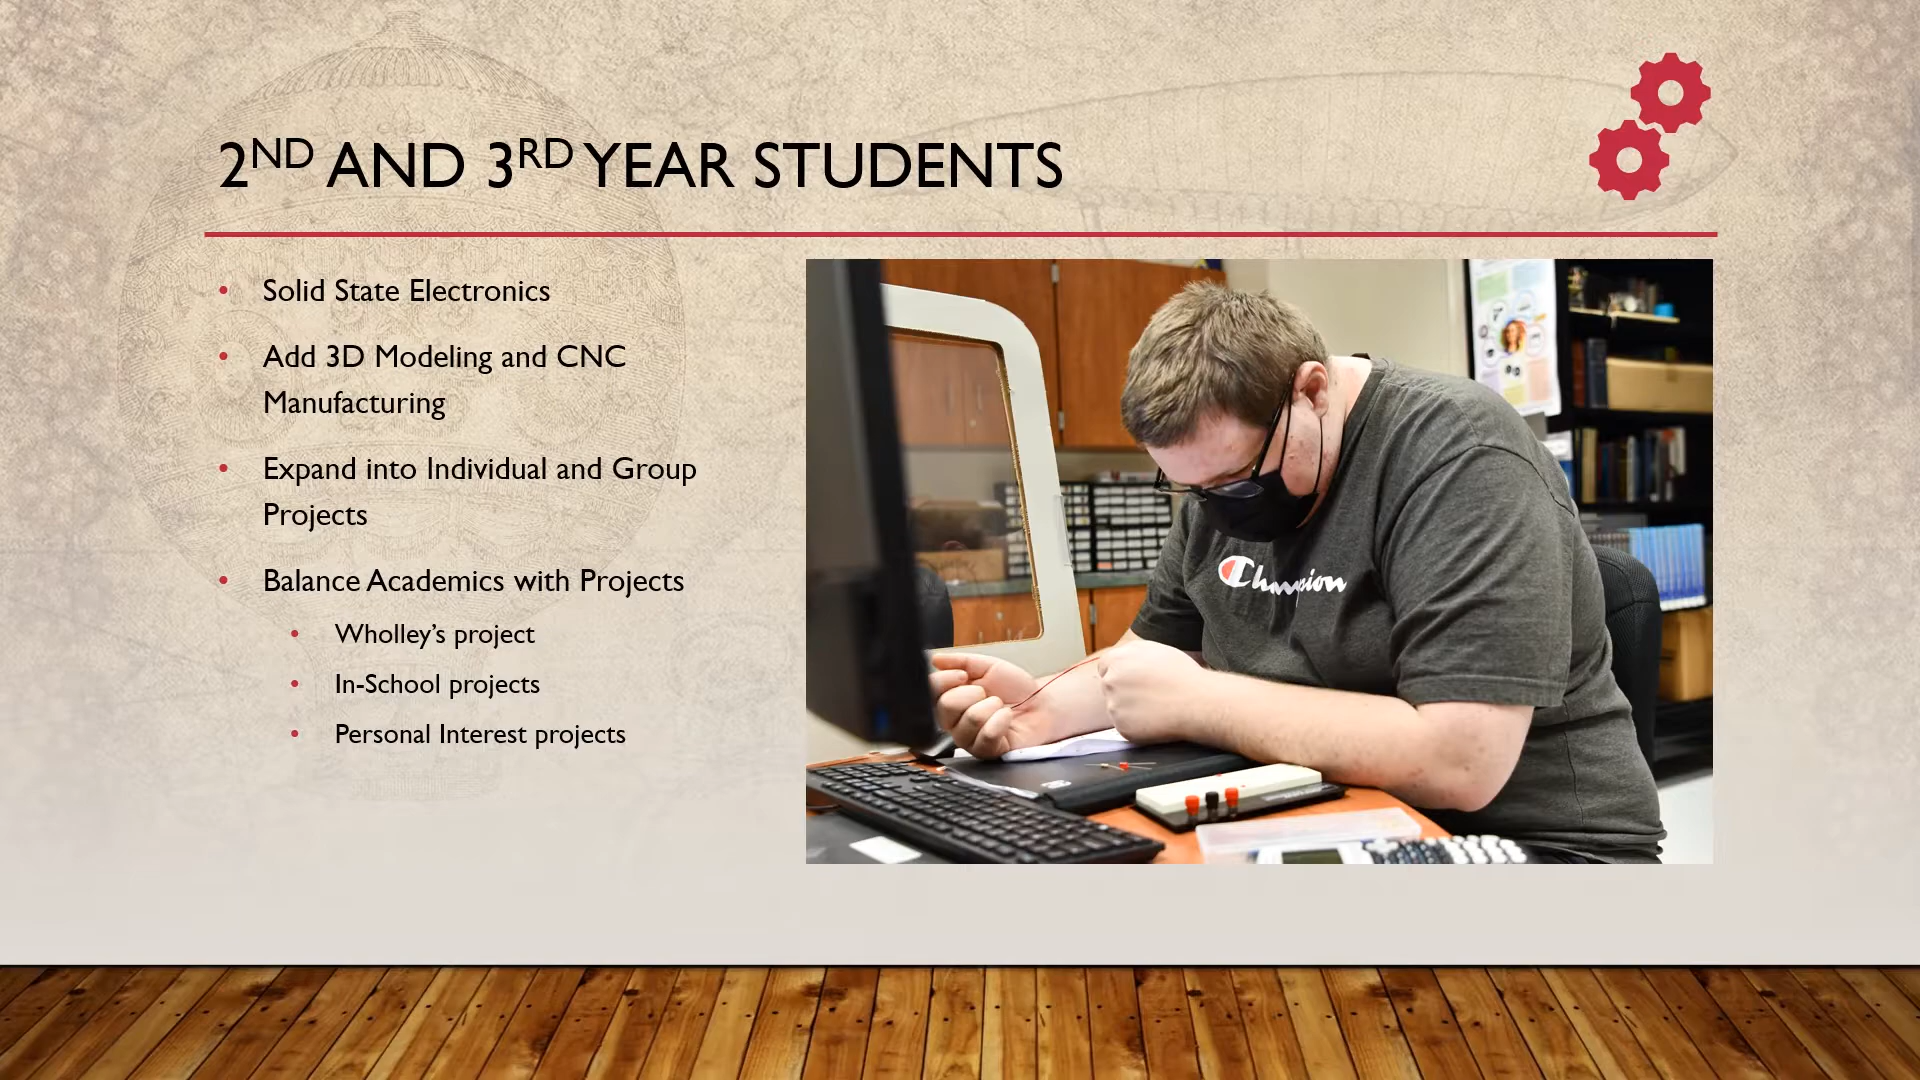 2ND AND 3RD YEAR STUDENTS
• Solid State Electronics
• Add 3D Modeling and CNC
Manufacturing
• Expand into Individual and Group
Projects
• Balance Academics with Projects
• Wholley’s project
• In-School projects
• Personal Interest projects
Champion